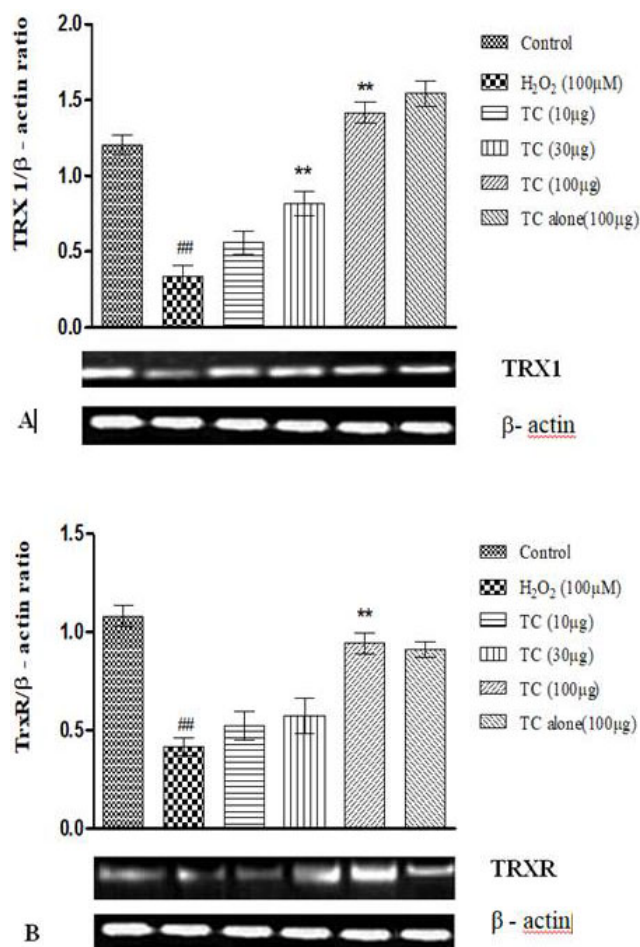 2.0
1.5
1.0
0.5
0.0
TRX 1/β - actin ratio
##
**
**
Control
H₂O₂ (100μM)
TC (10μg)
TC (30μg)
TC (100μg)
TC alone(100μg)
TRX1
β- actin
A
1.5
1.0
0.5
0.0
TrxR/β - actin ratio
##
**
Control
H₂O₂ (100μM)
TC (10μg)
TC (30μg)
TC (100μg)
TC alone(100μg)
TRXR
β - actin
B